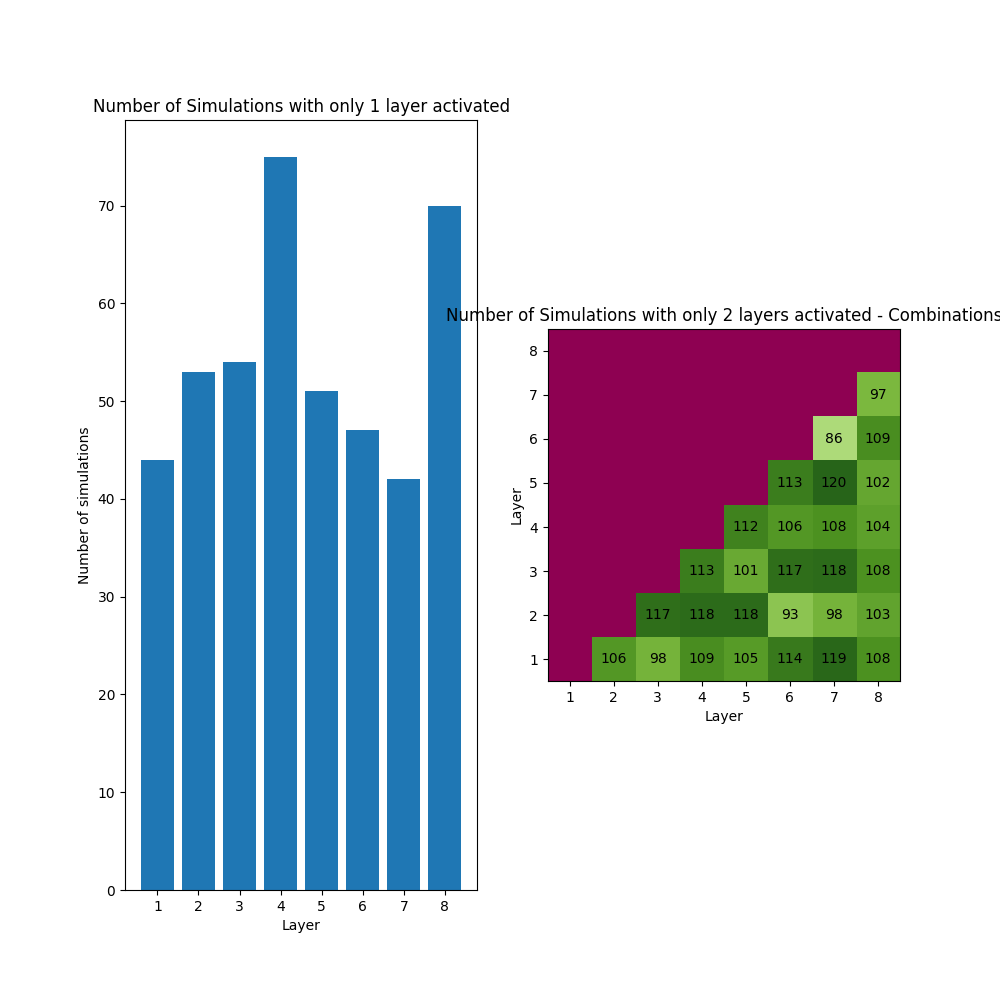 Number of Simulations with only 1 layer activated
Number of simulations
70
60
50
40
30
20
10
0
1 2 3 4 5 6 7 8
Layer
Number of Simulations with only 2 layers activated - Combinations
Layer
8
7 97
6 86 109
5 113 120 102
4 112 106 108 104
3 113 101 117 118 108
2 117 118 118 93 98 103
1 106 98 109 105 114 119 108
1 2 3 4 5 6 7 8
Layer